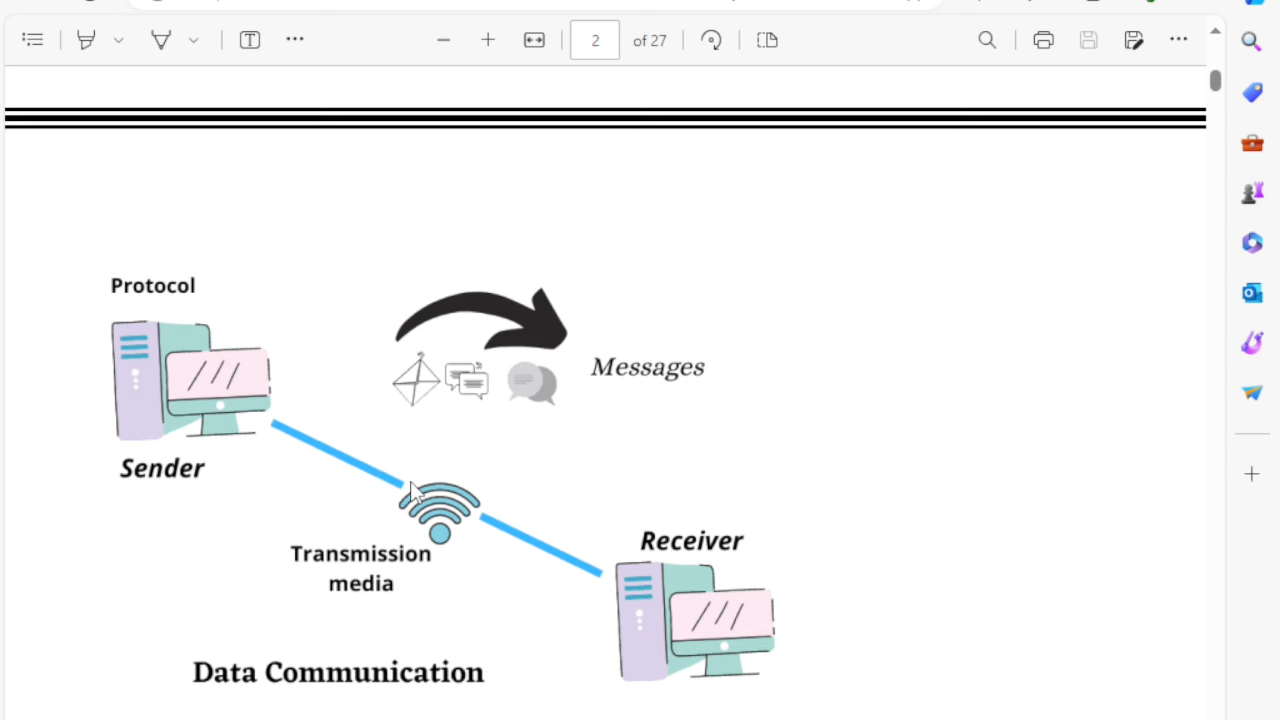 2 of 27
Protocol
Messages
Sender
Transmission
media
Receiver
Data Communication